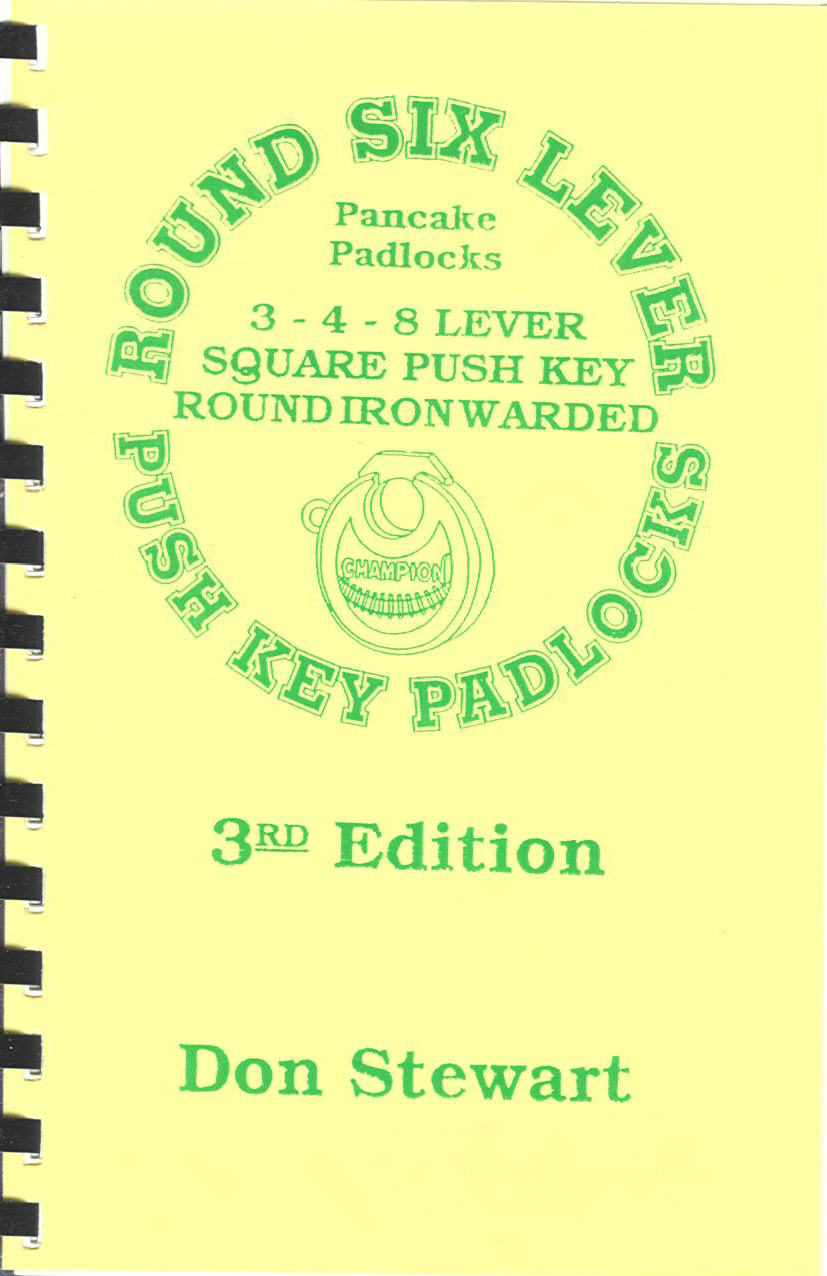 ROUND SIX LEVER
Pancake
Padlocks
3 - 4 - 8 LEVER
SQUARE PUSH KEY
ROUND IRON WARDED
CHAMPION
PUSH KEY PADLOCKS
3RD Edition
Don Stewart